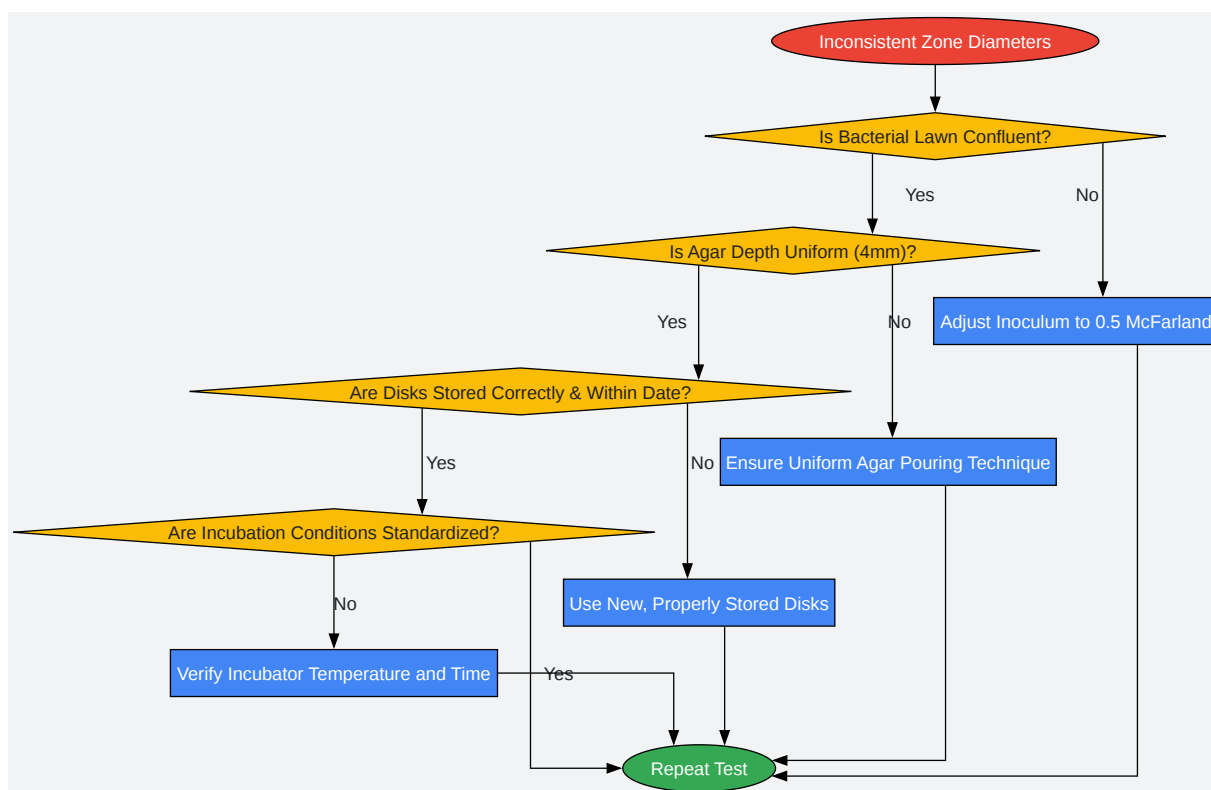 Inconsistent Zone Diameters
Is Bacterial Lawn Confluent?
Yes
No
Is Agar Depth Uniform (4mm)?
Yes
No
Adjust Inoculum to 0.5 McFarland
Are Disks Stored Correctly & Within Date?
Yes
No
Ensure Uniform Agar Pouring Technique
Are Incubation Conditions Standardized?
No
Use New, Properly Stored Disks
Verify Incubator Temperature and Time
Yes
Repeat Test